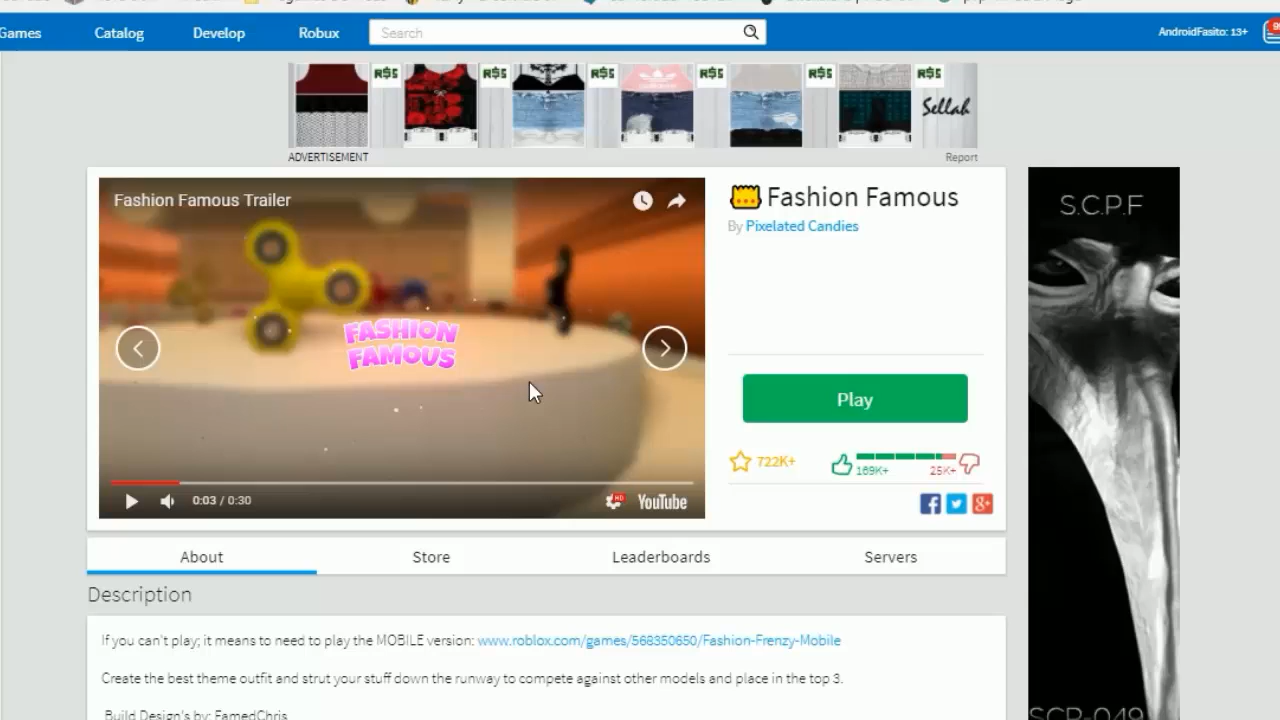 Games Catalog Develop Robux Search AndroidFasito: 13+
R$5 R$5 R$5 R$5 R$5 R$5
Sellah
ADVERTISEMENT Report
Fashion Famous Trailer
FASHION
FAMOUS
0:03 / 0:30 HD YouTube
Fashion Famous
By Pixelated Candies
Play
722K+ 169K+ 25K+
S.C.P.F
SCP-049
About Store Leaderboards Servers
Description
If you can't play; it means to need to play the MOBILE version: www.roblox.com/games/568350650/Fashion-Frenzy-Mobile
Create the best theme outfit and strut your stuff down the runway to compete against other models and place in the top 3.
Build Design's by: FamedChris